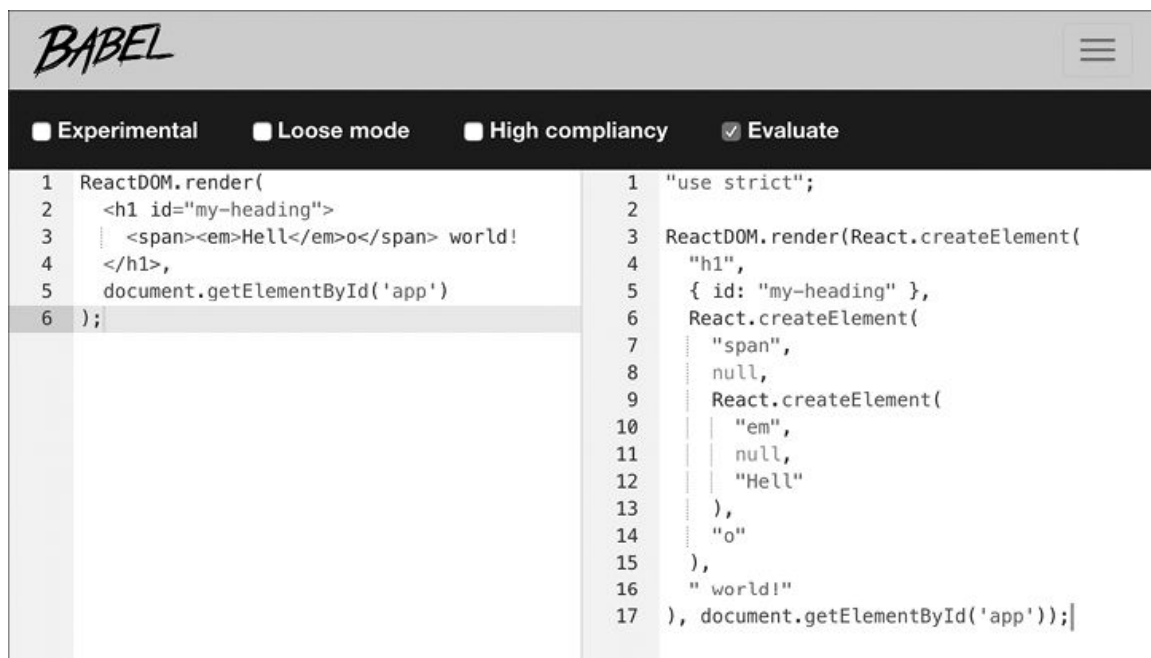 BABEL
Experimental Loose mode High compliancy Evaluate
1 ReactDOM.render(
2   <h1 id="my-heading">
3     <span><em>Hell</em>o</span> world!
4   </h1>,
5   document.getElementById('app')
6 );
1 "use strict";
2
3 ReactDOM.render(React.createElement(
4   "h1",
5   { id: "my-heading" },
6   React.createElement(
7     "span",
8     null,
9     React.createElement(
10       "em",
11       null,
12       "Hell"
13     ),
14     "o"
15   ),
16   " world!"
17 ), document.getElementById('app'));